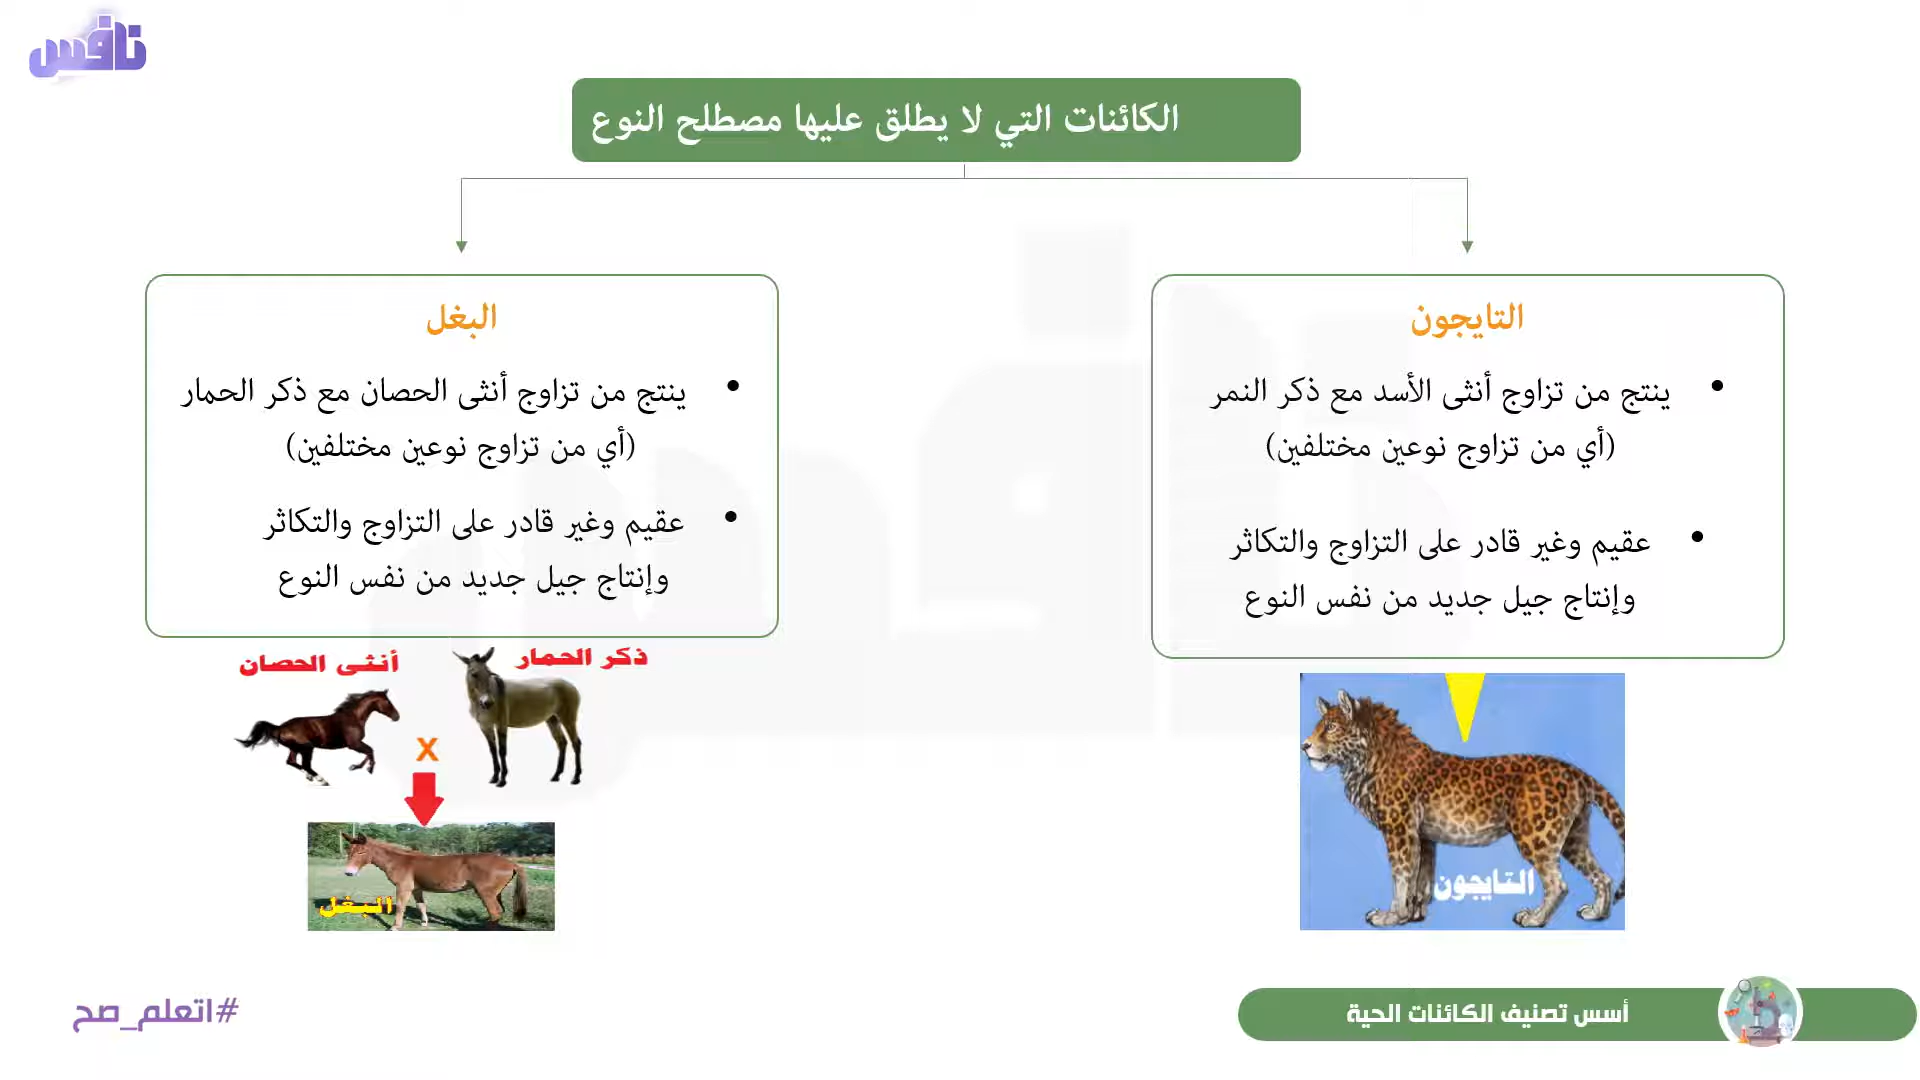 نافس
الكائنات التي لا يطلق عليها مصطلح النوع
التايجون
• ينتج من تزاوج أنثى الأسد مع ذكر النمر
(أي من تزاوج نوعين مختلفين)
• عقيم وغير قادر على التزاوج والتكاثر
وإنتاج جيل جديد من نفس النوع
التايجون
البغل
• ينتج من تزاوج أنثى الحصان مع ذكر الحمار
(أي من تزاوج نوعين مختلفين)
• عقيم وغير قادر على التزاوج والتكاثر
وإنتاج جيل جديد من نفس النوع
ذكر الحمار
أنثى الحصان
X
البغل
أسس تصنيف الكائنات الحية
#اتعلم_صح